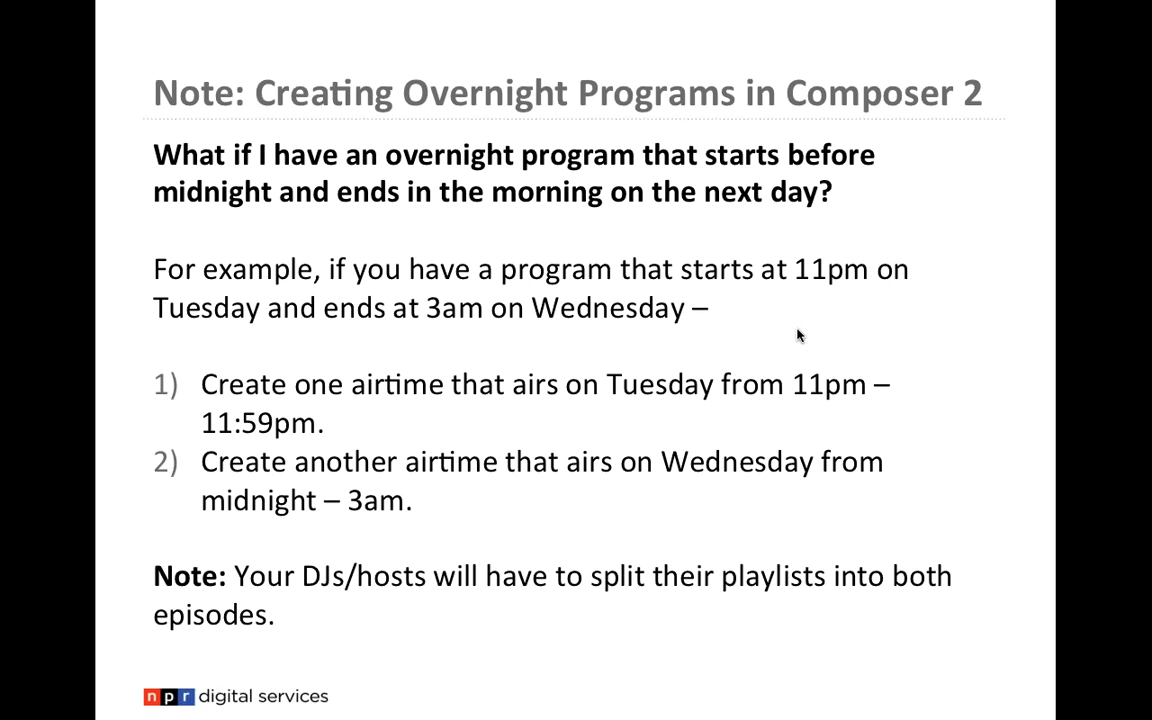 Note: Creating Overnight Programs in Composer 2
What if I have an overnight program that starts before
midnight and ends in the morning on the next day?
For example, if you have a program that starts at 11pm on
Tuesday and ends at 3am on Wednesday –
1) Create one airtime that airs on Tuesday from 11pm –
11:59pm.
2) Create another airtime that airs on Wednesday from
midnight – 3am.
Note: Your DJs/hosts will have to split their playlists into both
episodes.
npr digital services